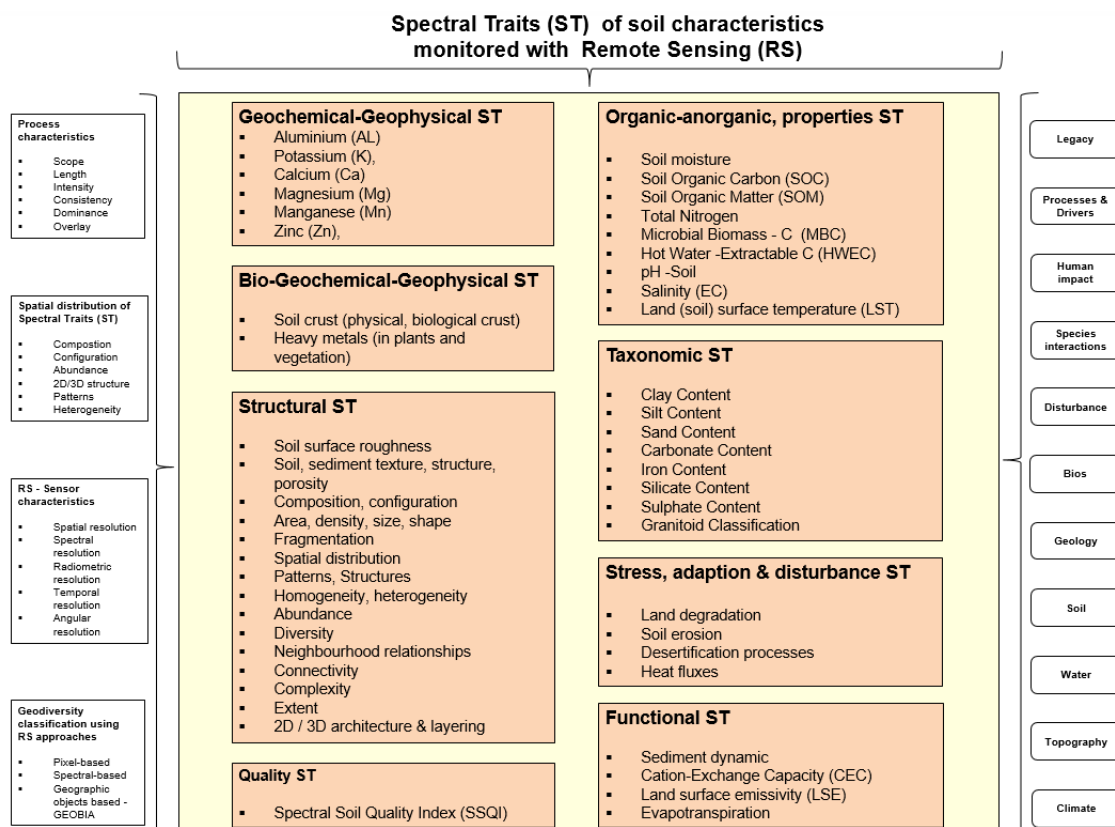 Spectral Traits (ST) of soil characteristics
monitored with Remote Sensing (RS)
Process
characteristics
▪ Scope
▪ Length
▪ Intensity
▪ Consistency
▪ Dominance
▪ Overlay
Spatial distribution of
Spectral Traits (ST)
▪ Compostion
▪ Configuration
▪ Abundance
▪ 2D/3D structure
▪ Patterns
▪ Heterogeneity
RS - Sensor
characteristics
▪ Spatial resolution
▪ Spectral
resolution
▪ Radiometric
resolution
▪ Temporal
resolution
▪ Angular
resolution
Geodiversity
classification using
RS approaches
▪ Pixel-based
▪ Spectral-based
▪ Geographic
objects based -
GEOBIA
Geochemical-Geophysical ST
▪ Aluminium (AL)
▪ Potassium (K),
▪ Calcium (Ca)
▪ Magnesium (Mg)
▪ Manganese (Mn)
▪ Zinc (Zn),
Bio-Geochemical-Geophysical ST
▪ Soil crust (physical, biological crust)
▪ Heavy metals (in plants and
vegetation)
Structural ST
▪ Soil surface roughness
▪ Soil, sediment texture, structure,
porosity
▪ Composition, configuration
▪ Area, density, size, shape
▪ Fragmentation
▪ Spatial distribution
▪ Patterns, Structures
▪ Homogeneity, heterogeneity
▪ Abundance
▪ Diversity
▪ Neighbourhood relationships
▪ Connectivity
▪ Complexity
▪ Extent
▪ 2D / 3D architecture & layering
Quality ST
▪ Spectral Soil Quality Index (SSQI)
Organic-anorganic, properties ST
▪ Soil moisture
▪ Soil Organic Carbon (SOC)
▪ Soil Organic Matter (SOM)
▪ Total Nitrogen
▪ Microbial Biomass - C (MBC)
▪ Hot Water -Extractable C (HWEC)
▪ pH -Soil
▪ Salinity (EC)
▪ Land (soil) surface temperature (LST)
Taxonomic ST
▪ Clay Content
▪ Silt Content
▪ Sand Content
▪ Carbonate Content
▪ Iron Content
▪ Silicate Content
▪ Sulphate Content
▪ Granitoid Classification
Stress, adaption & disturbance ST
▪ Land degradation
▪ Soil erosion
▪ Desertification processes
▪ Heat fluxes
Functional ST
▪ Sediment dynamic
▪ Cation-Exchange Capacity (CEC)
▪ Land surface emissivity (LSE)
▪ Evapotranspiration
Legacy
Processes &
Drivers
Human
impact
Species
interactions
Disturbance
Bios
Geology
Soil
Water
Topography
Climate